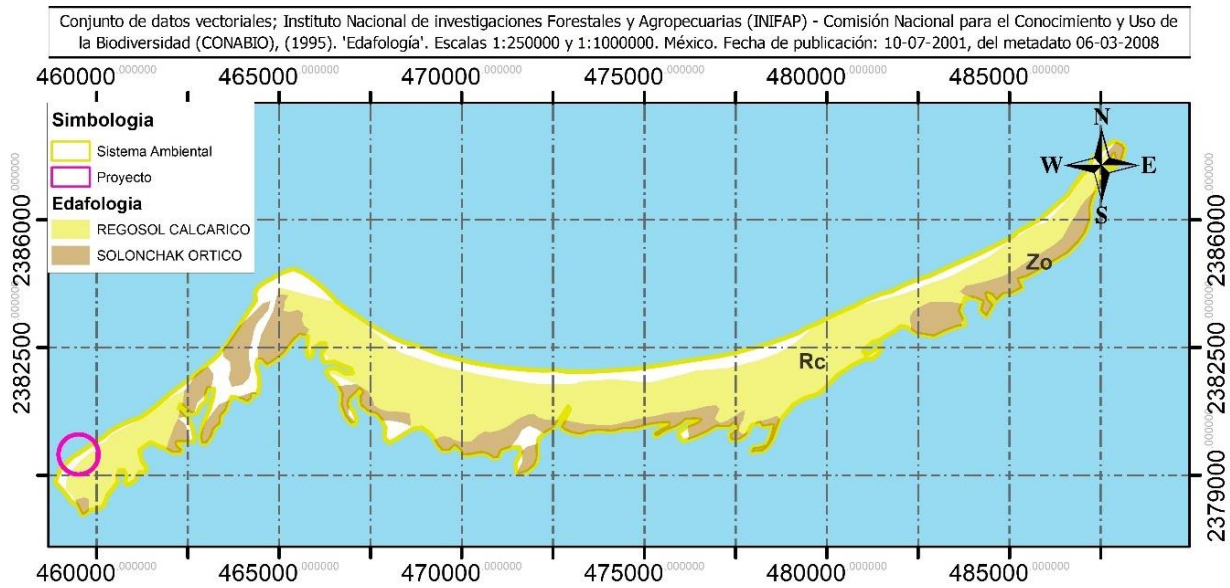 Conjunto de datos vectoriales; Instituto Nacional de investigaciones Forestales y Agropecuarias (INIFAP) - Comisión Nacional para el Conocimiento y Uso de
la Biodiversidad (CONABIO), (1995). 'Edafología'. Escalas 1:250000 y 1:1000000. México. Fecha de publicación: 10-07-2001, del metadato 06-03-2008
460000.000000 465000.000000 470000.000000 475000.000000 480000.000000 485000.000000
Simbologia
Sistema Ambiental
Proyecto
Edafologia
REGOSOL CALCARICO
SOLONCHAK ORTICO
N
W E
S
2386000.000000 2386000.000000
Zo
2382500.000000 2382500.000000
Rc
2379000.000000 2379000.000000
460000.000000 465000.000000 470000.000000 475000.000000 480000.000000 485000.000000